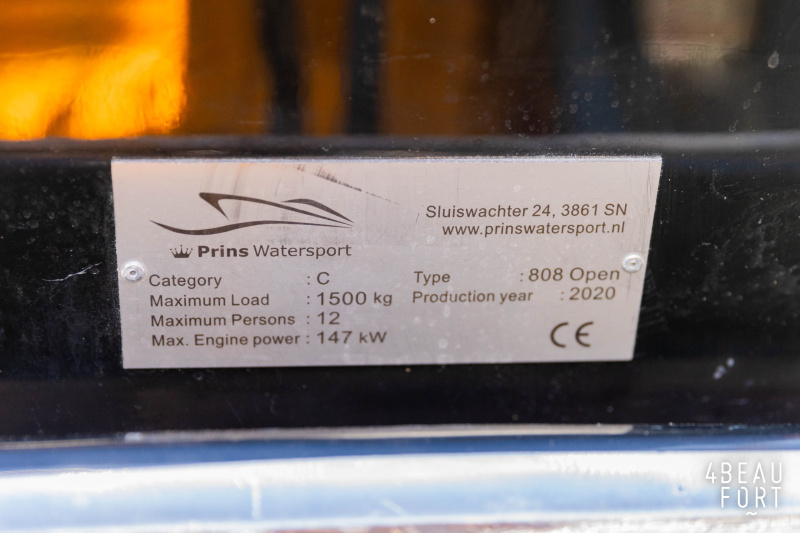 Sluiswachter 24, 3861 SN
www.prinswatersport.nl
Prins Watersport
Category : C
Maximum Load : 1500 kg
Maximum Persons : 12
Max. Engine power : 147 kW
Type : 808 Open
Production year : 2020
CE
4BEAU
FORT